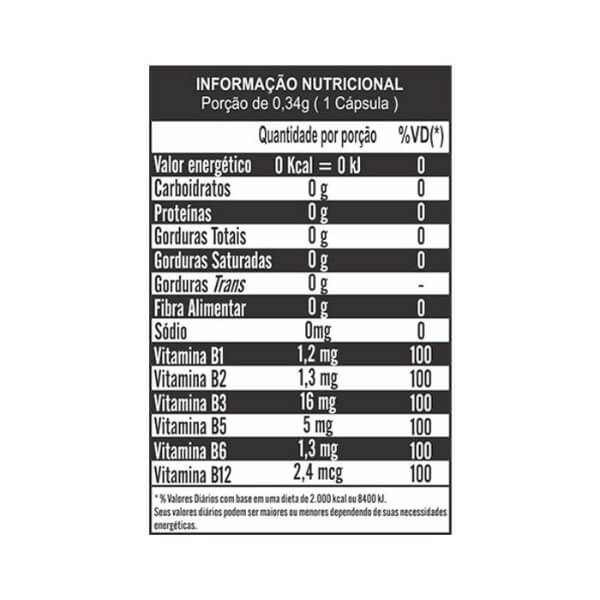 INFORMAÇÃO NUTRICIONAL
Porção de 0,34g ( 1 Cápsula )
Quantidade por porção %VD(*)
Valor energético 0 Kcal = 0 kJ 0
Carboidratos 0 g 0
Proteínas 0 g 0
Gorduras Totais 0 g 0
Gorduras Saturadas 0 g 0
Gorduras Trans 0 g -
Fibra Alimentar 0 g 0
Sódio 0mg 0
Vitamina B1 1,2 mg 100
Vitamina B2 1,3 mg 100
Vitamina B3 16 mg 100
Vitamina B5 5 mg 100
Vitamina B6 1,3 mg 100
Vitamina B12 2,4 mcg 100
* % Valores Diários com base em uma dieta de 2.000 kcal ou 8400 kJ.
Seus valores diários podem ser maiores ou menores dependendo de suas necessidades
energéticas.